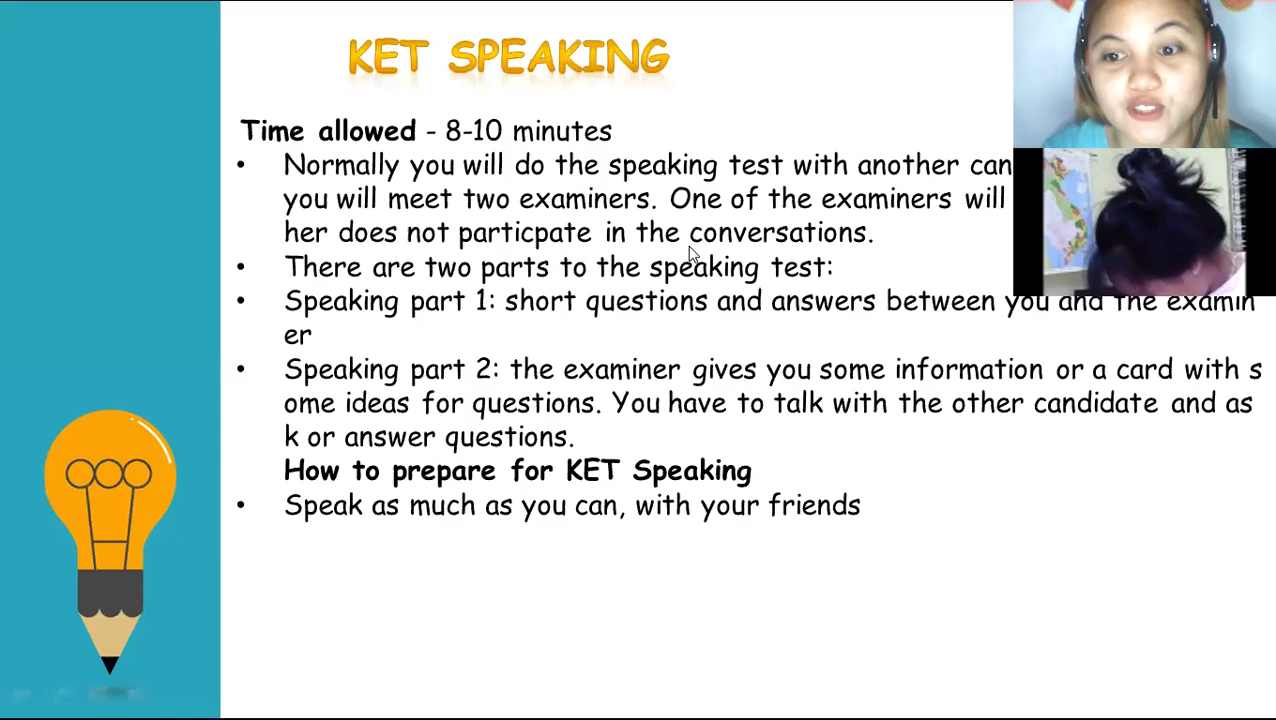 KET SPEAKING
Time allowed - 8-10 minutes
• Normally you will do the speaking test with another can
you will meet two examiners. One of the examiners will
her does not particpate in the conversations.
• There are two parts to the speaking test:
• Speaking part 1: short questions and answers between you and the examin
er
• Speaking part 2: the examiner gives you some information or a card with s
ome ideas for questions. You have to talk with the other candidate and as
k or answer questions.
How to prepare for KET Speaking
• Speak as much as you can, with your friends